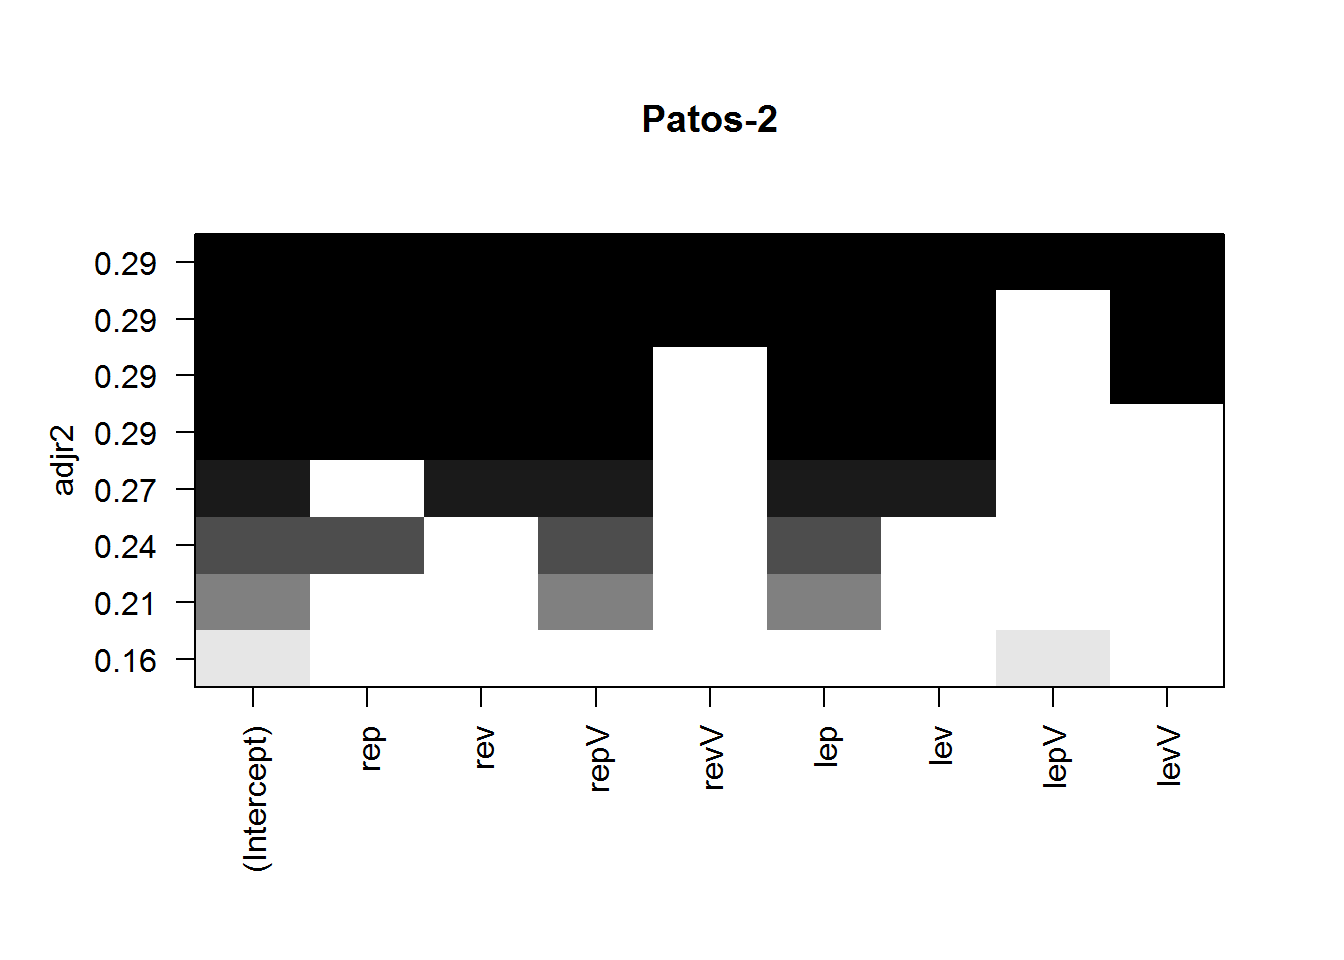 Patos-2
adjr2
0.29
0.29
0.29
0.29
0.27
0.24
0.21
0.16
(Intercept)
rep
rev
repV
revV
lep
lev
lepV
levV